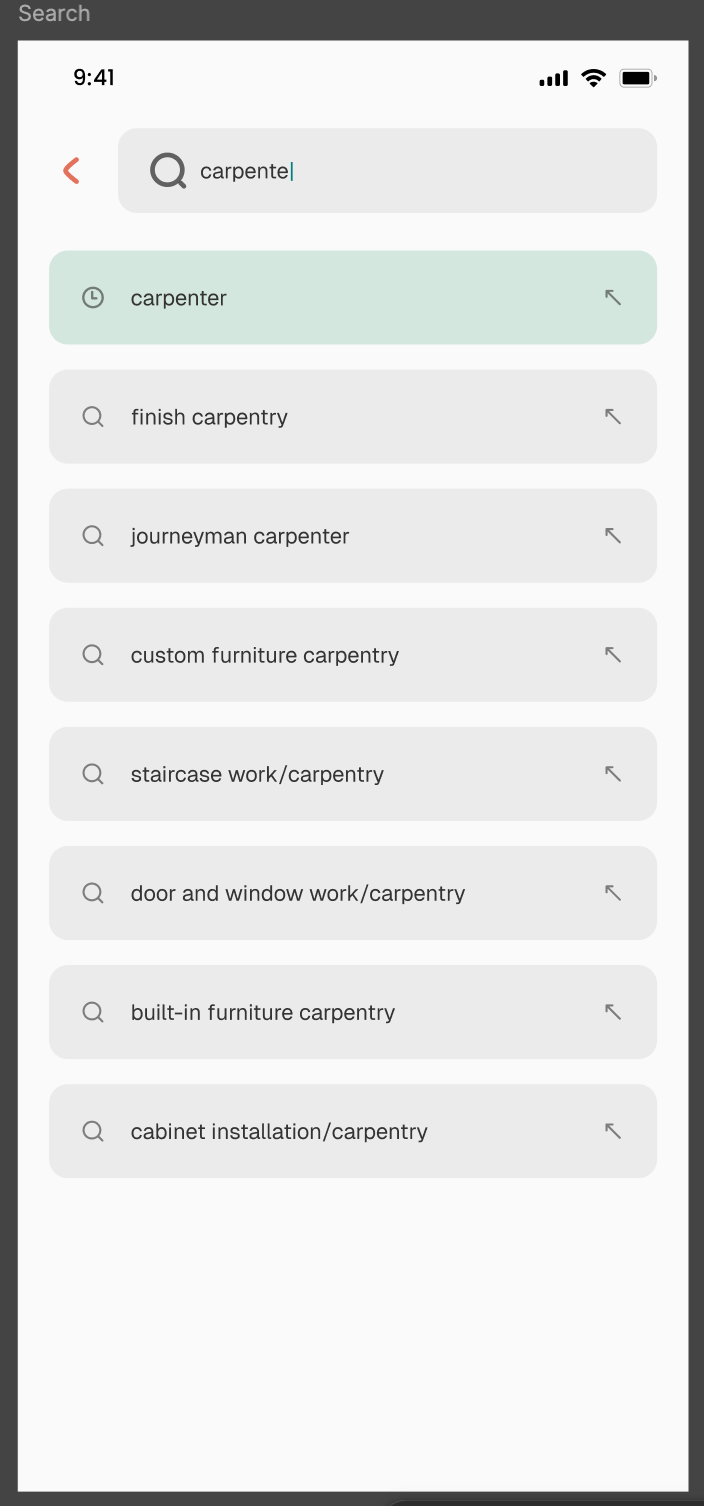 Search
9:41
carpente
carpenter
finish carpentry
journeyman carpenter
custom furniture carpentry
staircase work/carpentry
door and window work/carpentry
built-in furniture carpentry
cabinet installation/carpentry